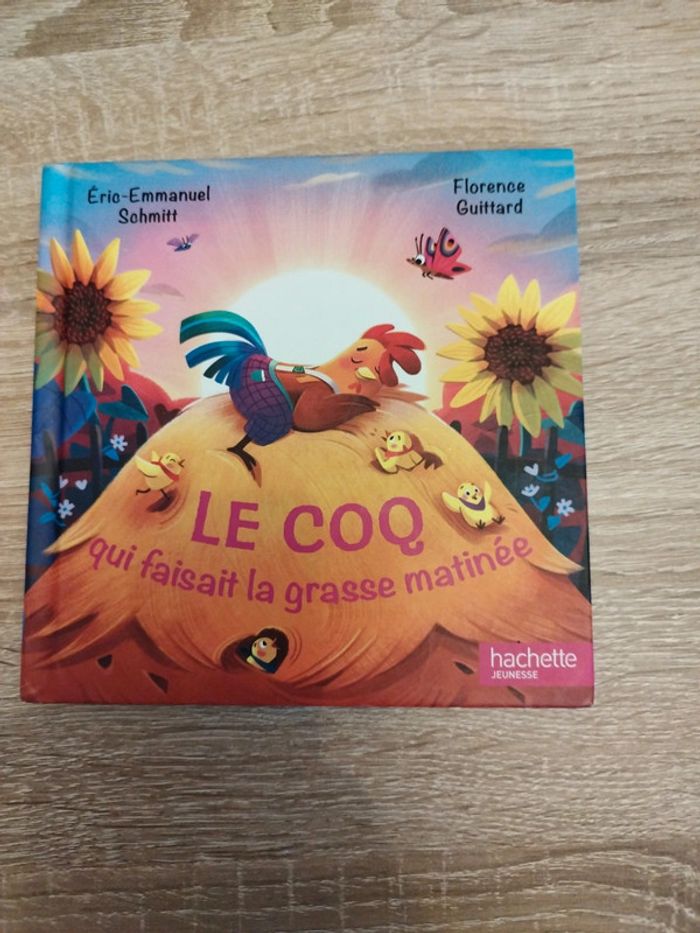 Éric-Emmanuel
Schmitt
Florence
Guittard
LE COQ
qui faisait la grasse matinée
hachette
JEUNESSE